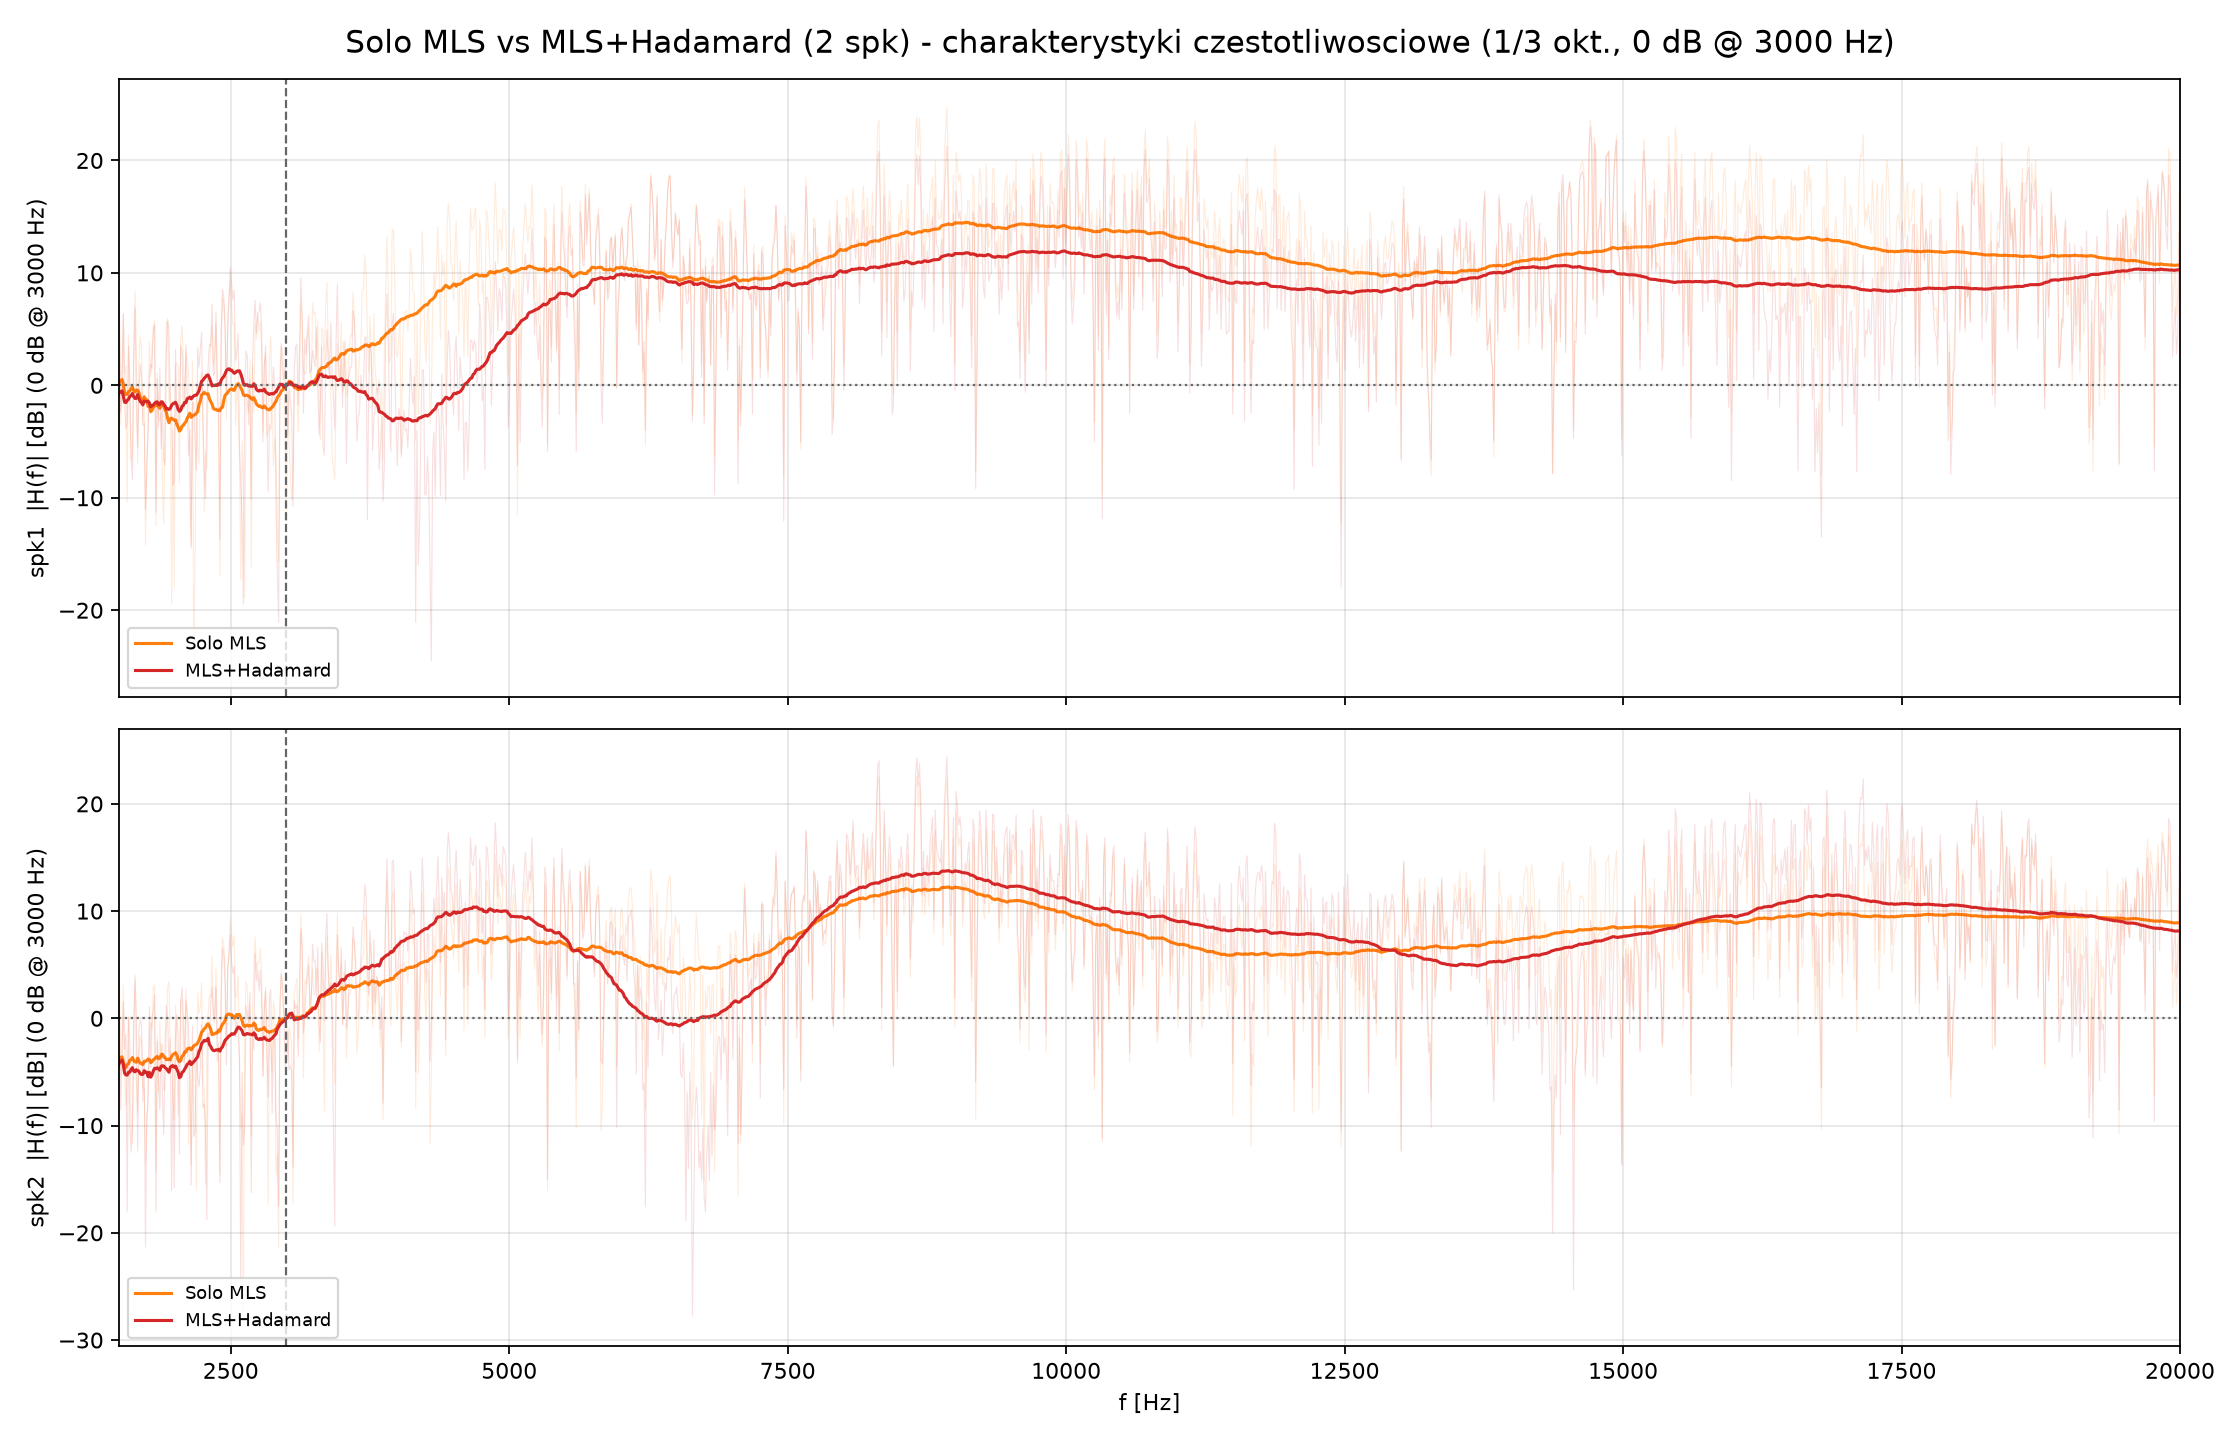 Solo MLS vs MLS+Hadamard (2 spk) - charakterystyki czestotliwosciowe (1/3 okt., 0 dB @ 3000 Hz)
spk1 |H(f)| [dB] (0 dB @ 3000 Hz)
20
10
0
−10
−20
Solo MLS
MLS+Hadamard
spk2 |H(f)| [dB] (0 dB @ 3000 Hz)
20
10
0
−10
−20
−30
Solo MLS
MLS+Hadamard
2500 5000 7500 10000 12500 15000 17500 20000
f [Hz]